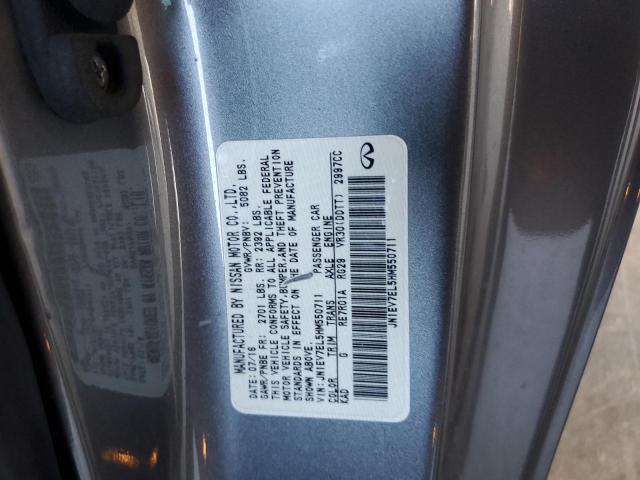 MANUFACTURED BY NISSAN MOTOR CO.,LTD.
DATE: 07/16 GVWR/PNBV: 5082 LBS.
GAWR/PNBE FR: 2701 LBS. RR: 2392 LBS.
THIS VEHICLE CONFORMS TO ALL APPLICABLE FEDERAL
MOTOR VEHICLE SAFETY,BUMPER,AND THEFT PREVENTION
STANDARDS IN EFFECT ON THE DATE OF MANUFACTURE
SHOWN ABOVE.
VIN:JN1EV7EL5HM550711 PASSENGER CAR
COLOR TRIM TRANS AXLE ENGINE
KAD G RE7R01A RG29 VR30(DDTT) 2997CC
JN1EV7EL5HM550711